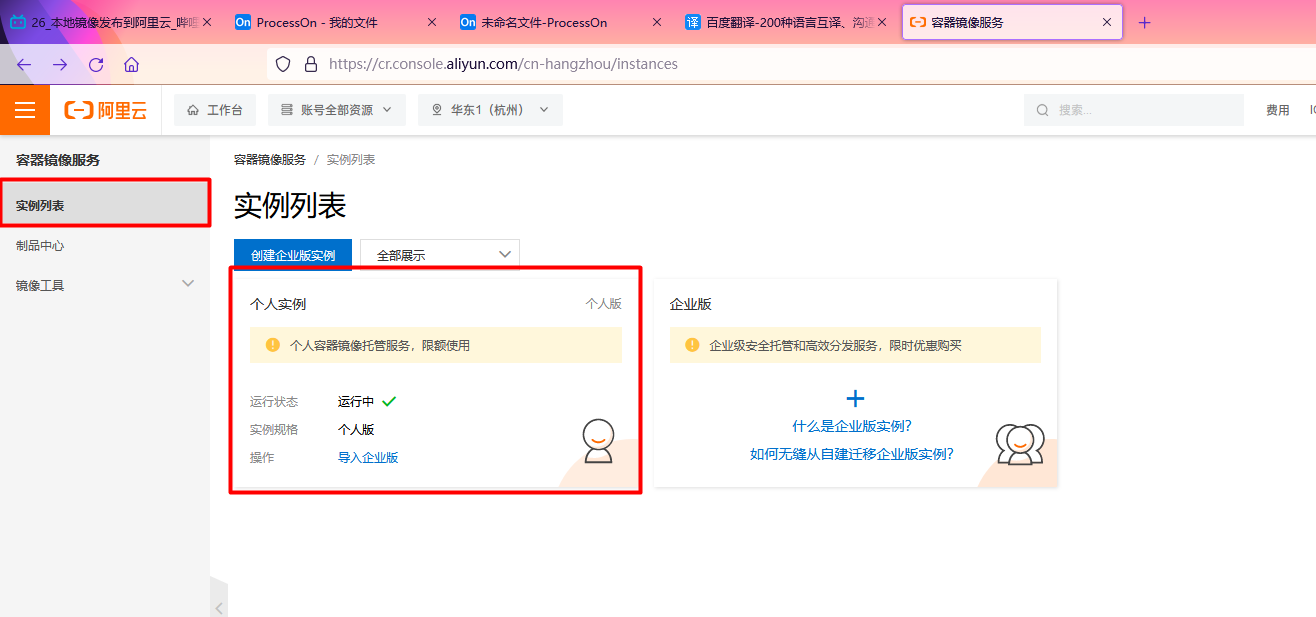 26_本地镜像发布到阿里云_哔哩
On ProcessOn - 我的文件
On 未命名文件-ProcessOn
译 百度翻译-200种语言互译、沟通
容器镜像服务
https://cr.console.aliyun.com/cn-hangzhou/instances
阿里云
工作台
账号全部资源
华东1（杭州）
搜索...
费用
容器镜像服务
实例列表
制品中心
镜像工具
容器镜像服务 / 实例列表
实例列表
创建企业版实例
全部展示
个人实例
个人版
个人容器镜像托管服务，限额使用
运行状态 运行中
实例规格 个人版
操作 导入企业版
企业版
企业级安全托管和高效分发服务，限时优惠购买
什么是企业版实例?
如何无缝从自建迁移企业版实例?